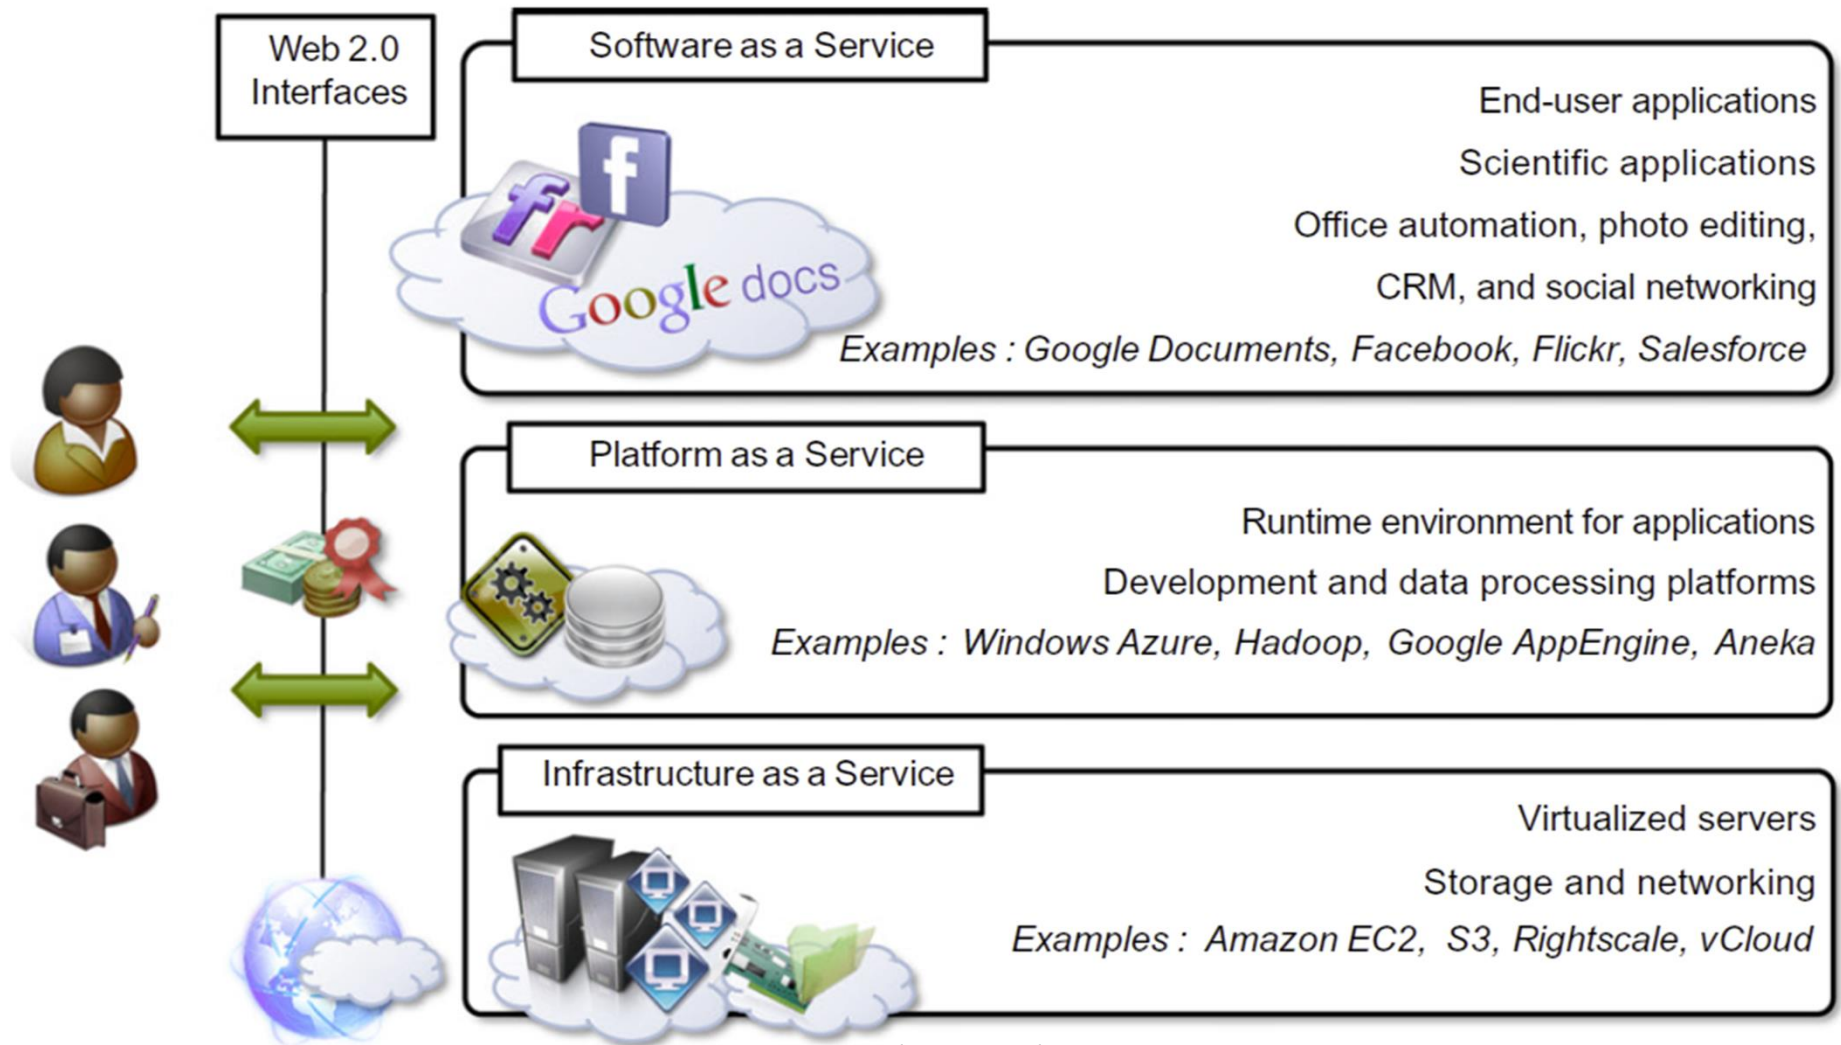 Web 2.0
Interfaces
Software as a Service
End-user applications
Scientific applications
Office automation, photo editing,
CRM, and social networking
Examples : Google Documents, Facebook, Flickr, Salesforce
f
fr
Google docs
Platform as a Service
Runtime environment for applications
Development and data processing platforms
Examples : Windows Azure, Hadoop, Google AppEngine, Aneka
Infrastructure as a Service
Virtualized servers
Storage and networking
Examples : Amazon EC2, S3, Rightscale, vCloud